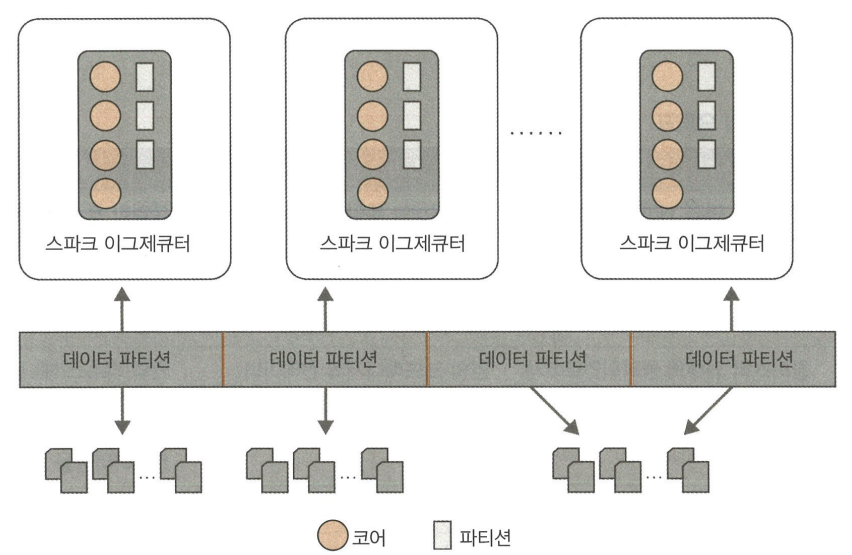 스파크 이그제큐터
스파크 이그제큐터
......
스파크 이그제큐터
데이터 파티션
데이터 파티션
데이터 파티션
데이터 파티션
...
...
...
코어
파티션